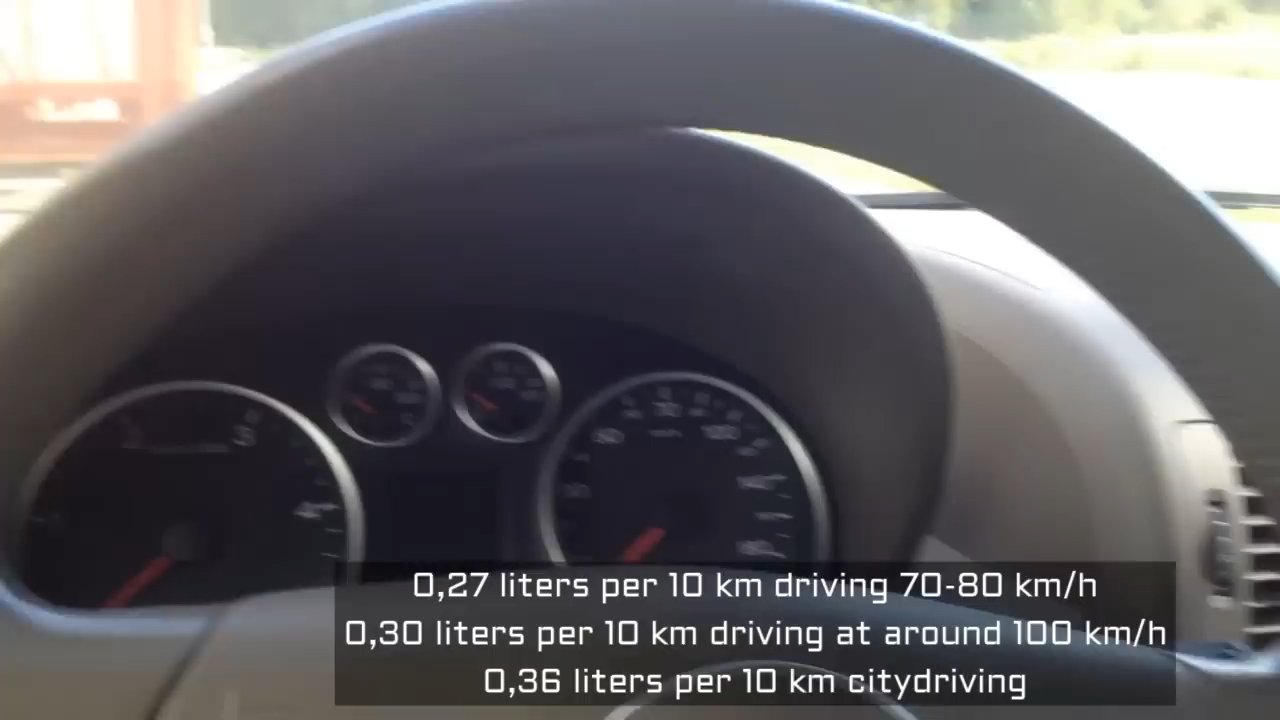 0,27 liters per 10 km driving 70-80 km/h
0,30 liters per 10 km driving at around 100 km/h
0,36 liters per 10 km citydriving